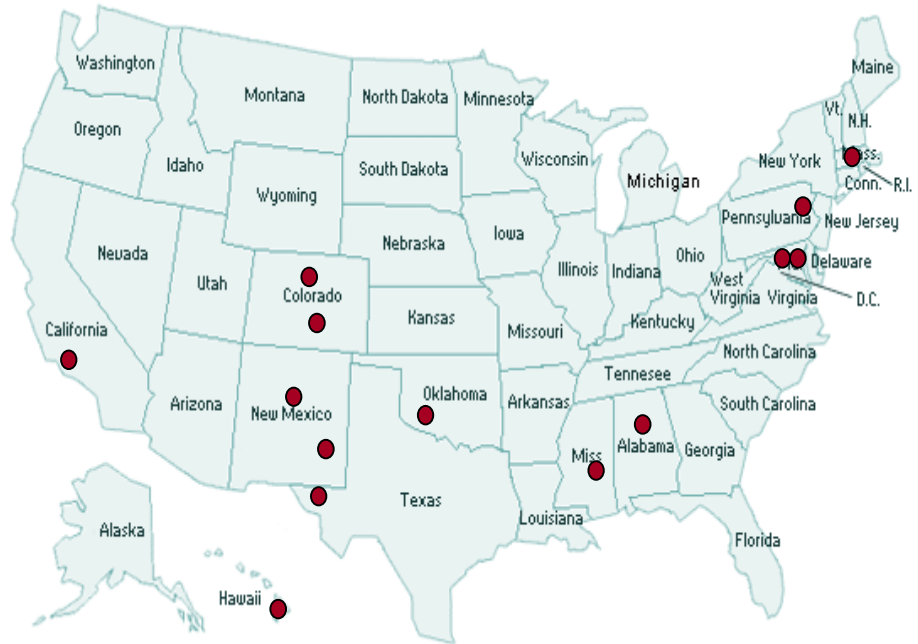 Washington
Montana
North Dakota
Minnesota
Maine
Oregon
Idaho
South Dakota
Wisconsin
Michigan
Vt.
N.H.
New York
Conn.
R.I.
Wyoming
Nebraska
Iowa
Pennsylvania
New Jersey
Nevada
Utah
Colorado
Kansas
Illinois
Indiana
Ohio
West
Virginia
Virginia
Delaware
D.C.
California
Missouri
Kentucky
North Carolina
Arizona
New Mexico
Oklahoma
Arkansas
Tennesee
South Carolina
Miss
Alabama
Georgia
Texas
Louisiana
Florida
Alaska
Hawaii